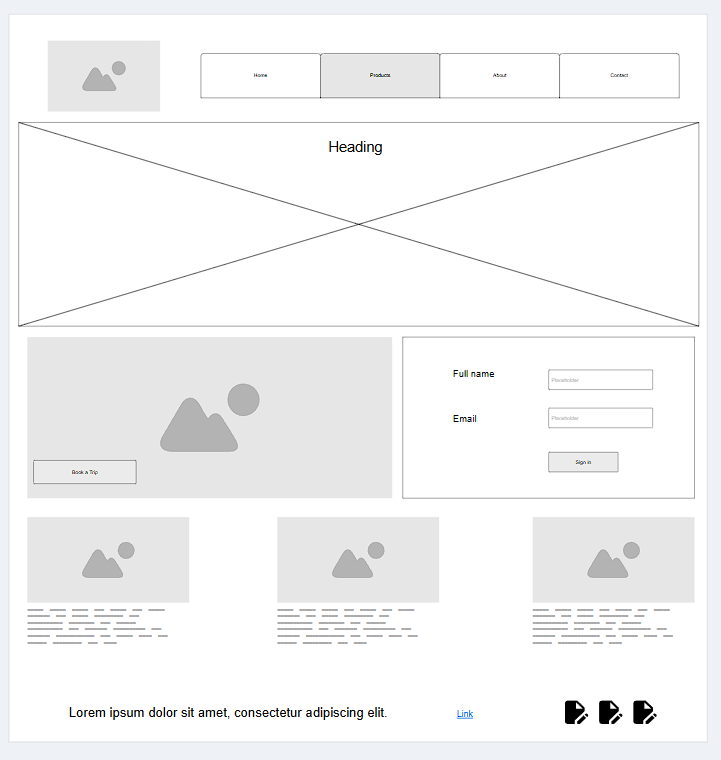 Home
Products
About
Contact
Heading
Full name
Placeholder
Email
Placeholder
Book a Trip
Sign in
Lorem ipsum dolor sit amet, consectetur adipiscing elit.
Link